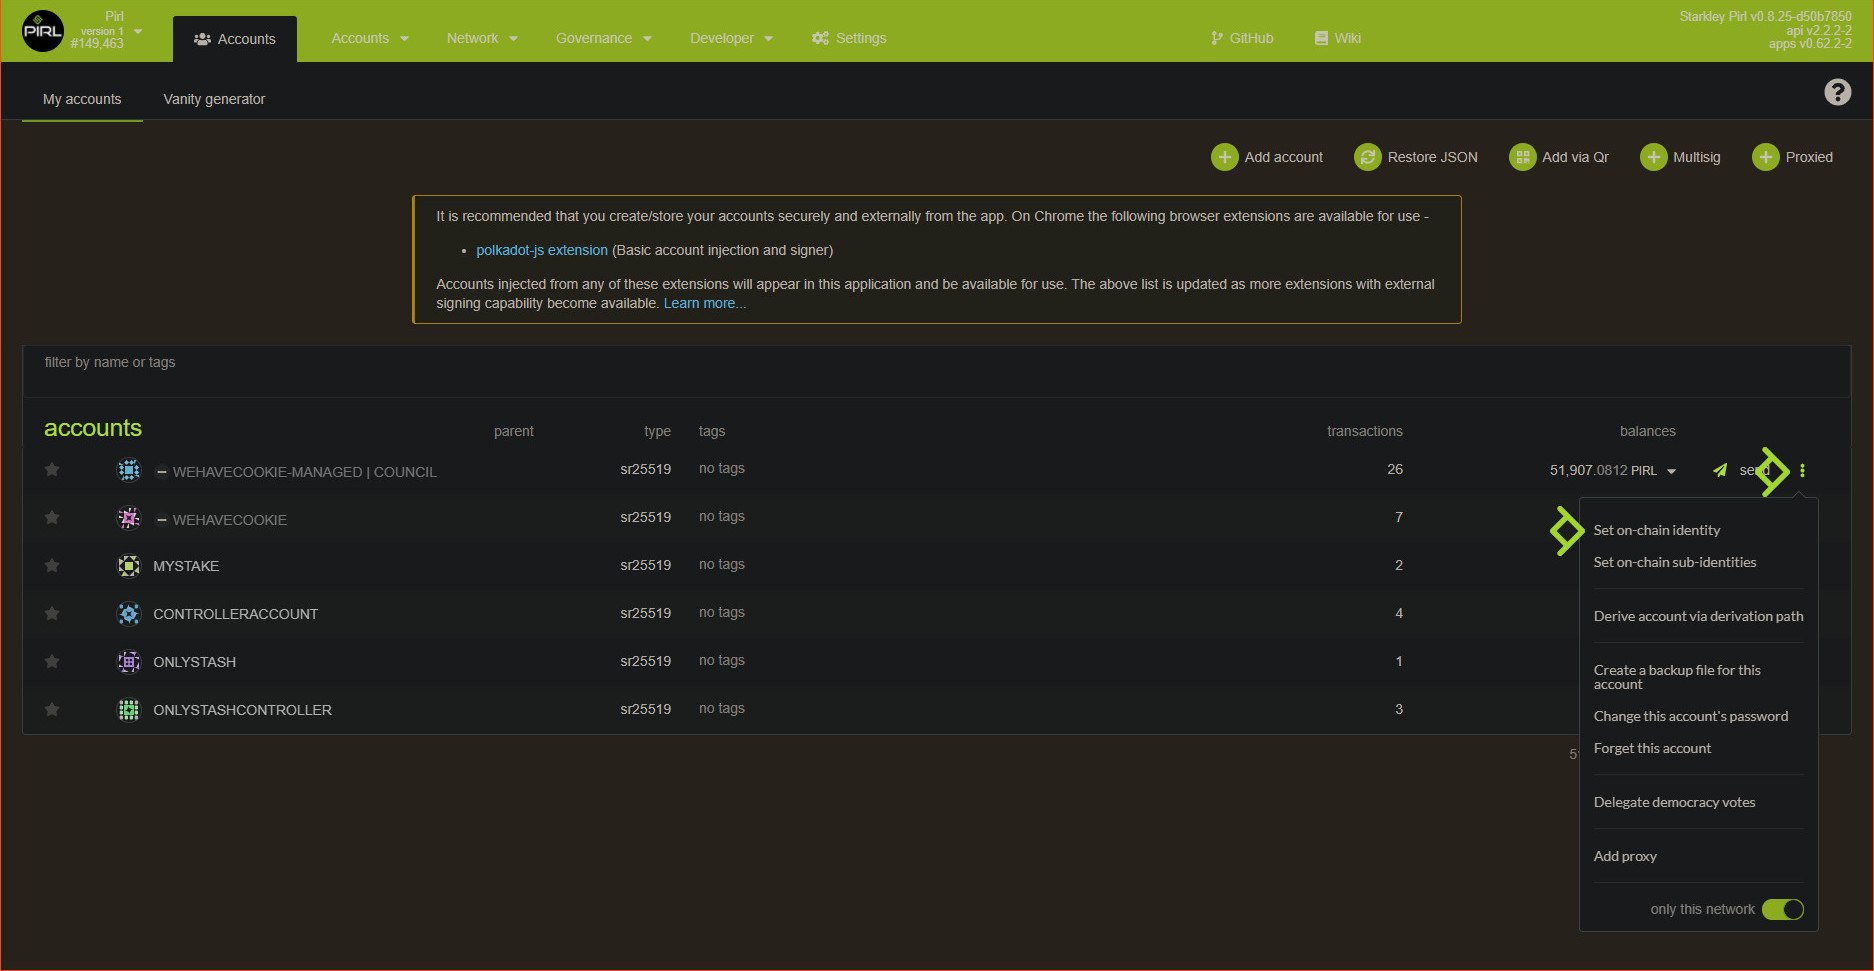 PIRL
Pirl
version 1
#149,463
Accounts
Accounts
Network
Governance
Developer
Settings
GitHub
Wiki
Starkley Pirl v0.8.25-d50b7850
api v2.2.2-2
apps v0.62.2-2
My accounts
Vanity generator
?
Add account
Restore JSON
Add via Qr
Multisig
Proxied
It is recommended that you create/store your accounts securely and externally from the app. On Chrome the following browser extensions are available for use -
• polkadot-js extension (Basic account injection and signer)
Accounts injected from any of these extensions will appear in this application and be available for use. The above list is updated as more extensions with external
signing capability become available. Learn more...
filter by name or tags
accounts parent type tags transactions balances
WEHAVECOOKIE-MANAGED | COUNCIL sr25519 no tags 26 51,907.0812 PIRL send
WEHAVECOOKIE sr25519 no tags 7
MYSTAKE sr25519 no tags 2
CONTROLLERACCOUNT sr25519 no tags 4
ONLYSTASH sr25519 no tags 1
ONLYSTASHCONTROLLER sr25519 no tags 3
Set on-chain identity
Set on-chain sub-identities
Derive account via derivation path
Create a backup file for this
account
Change this account's password
Forget this account
Delegate democracy votes
Add proxy
only this network